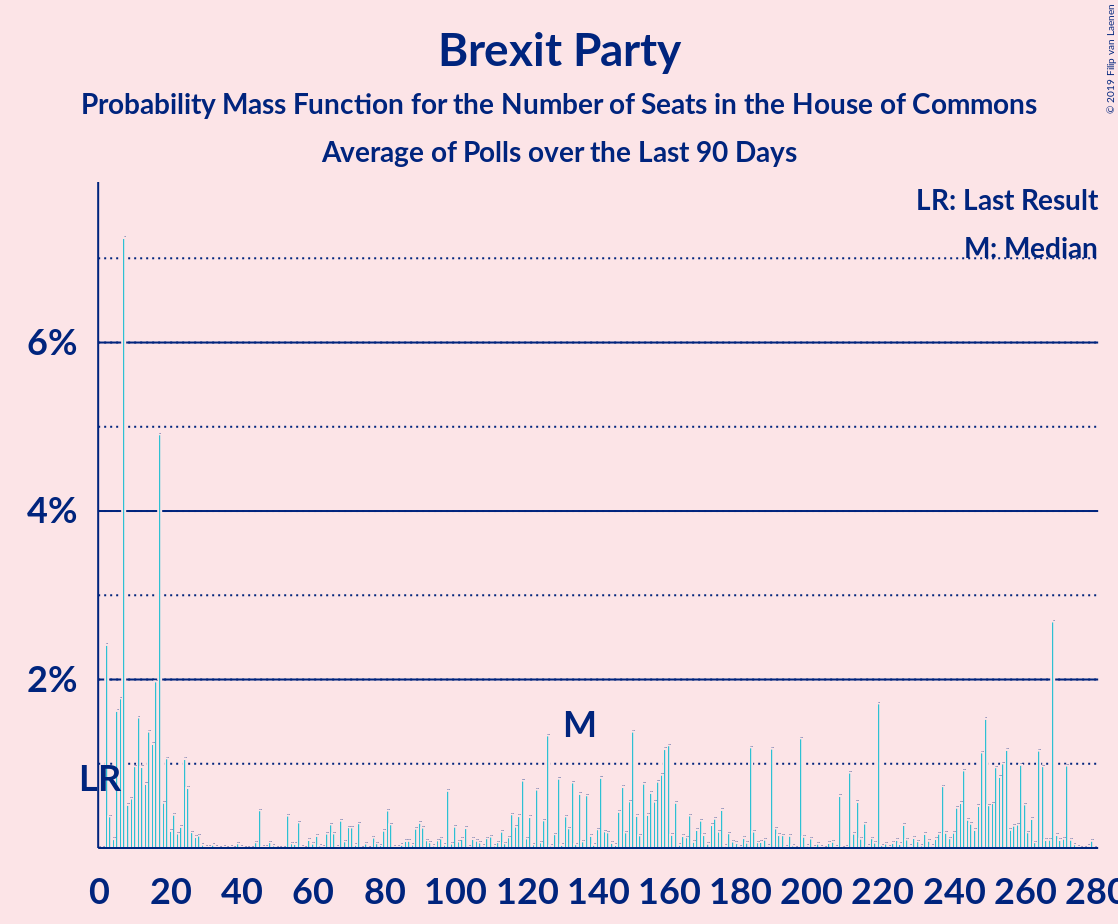 Brexit Party
Probability Mass Function for the Number of Seats in the House of Commons
Average of Polls over the Last 90 Days
© 2019 Filip van Laenen
LR: Last Result
M: Median
6%
4%
2%
M
LR
0 20 40 60 80 100 120 140 160 180 200 220 240 260 280